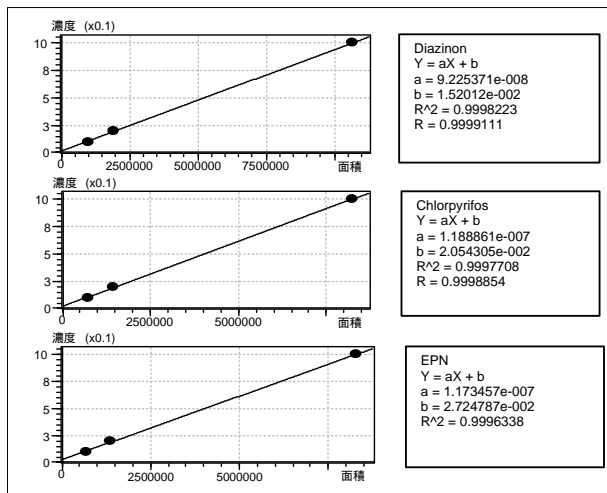 濃度 (x0.1)
10
8
5
3
0
0 2500000 5000000 7500000 面積
Diazinon
Y = aX + b
a = 9.225371e-008
b = 1.52012e-002
R^2 = 0.9998223
R = 0.9999111
濃度 (x0.1)
10
8
5
3
0
0 2500000 5000000 面積
Chlorpyrifos
Y = aX + b
a = 1.188861e-007
b = 2.054305e-002
R^2 = 0.9997708
R = 0.9998854
濃度 (x0.1)
10
8
5
3
0
0 2500000 5000000 面積
EPN
Y = aX + b
a = 1.173457e-007
b = 2.724787e-002
R^2 = 0.9996338